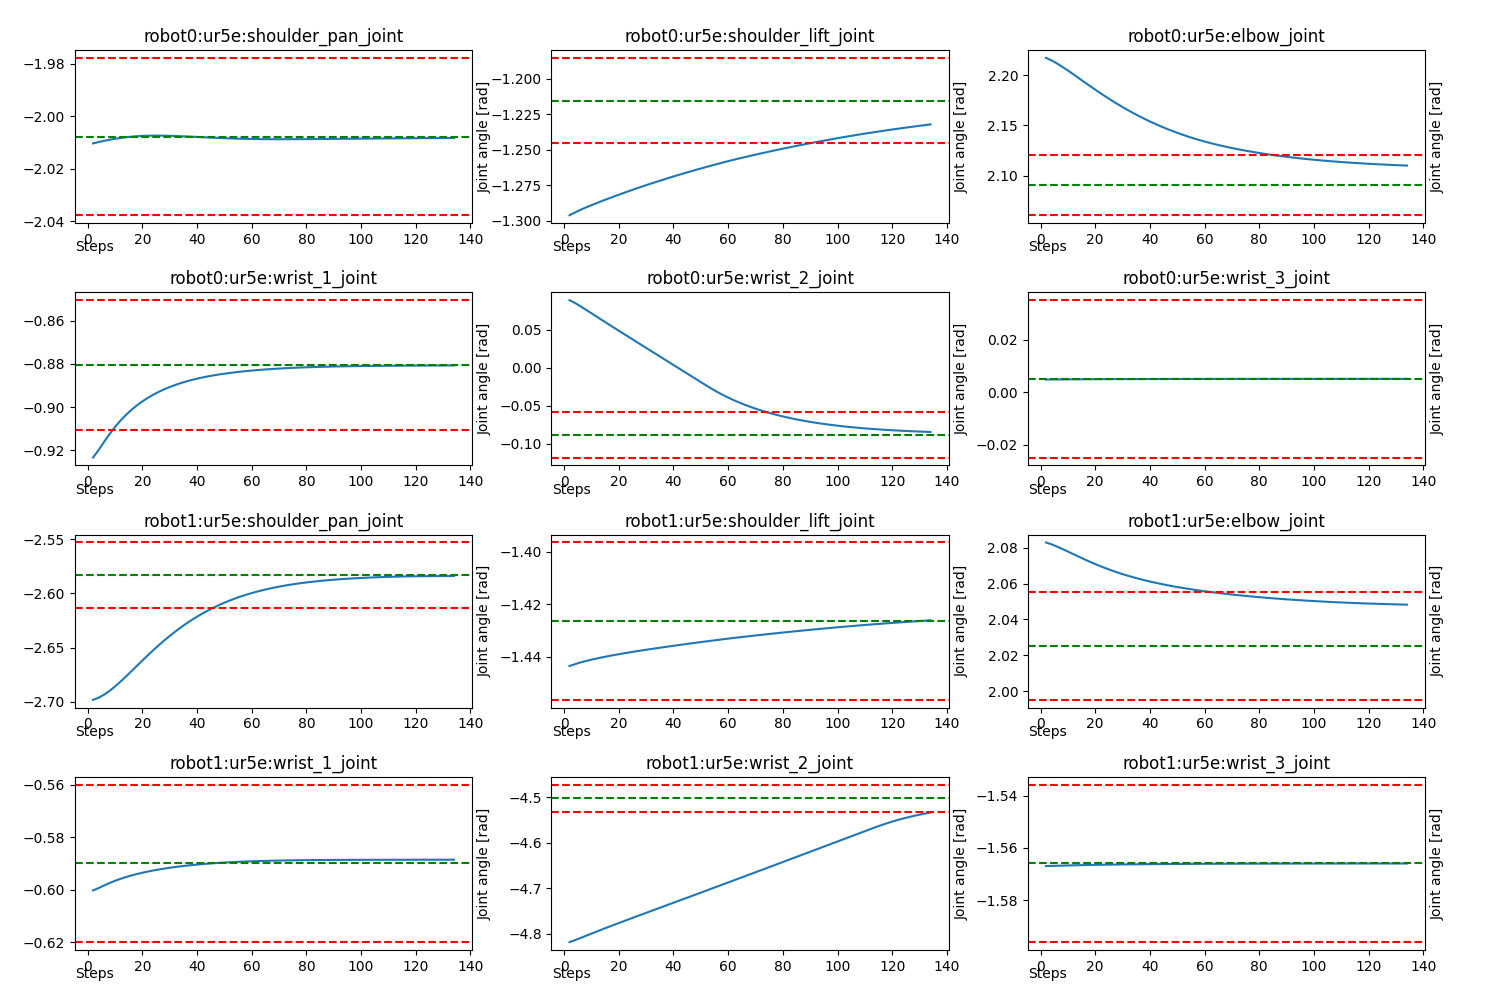 robot0:ur5e:shoulder_pan_joint
−1.98
−2.00
−2.02
−2.04
0 20 40 60 80 100 120 140
Steps
Joint angle [rad]
robot0:ur5e:shoulder_lift_joint
−1.200
−1.225
−1.250
−1.275
−1.300
0 20 40 60 80 100 120 140
Steps
Joint angle [rad]
robot0:ur5e:elbow_joint
2.20
2.15
2.10
0 20 40 60 80 100 120 140
Steps
Joint angle [rad]
robot0:ur5e:wrist_1_joint
−0.86
−0.88
−0.90
−0.92
0 20 40 60 80 100 120 140
Steps
Joint angle [rad]
robot0:ur5e:wrist_2_joint
0.05
0.00
−0.05
−0.10
0 20 40 60 80 100 120 140
Steps
Joint angle [rad]
robot0:ur5e:wrist_3_joint
0.02
0.00
−0.02
0 20 40 60 80 100 120 140
Steps
Joint angle [rad]
robot1:ur5e:shoulder_pan_joint
−2.55
−2.60
−2.65
−2.70
0 20 40 60 80 100 120 140
Steps
Joint angle [rad]
robot1:ur5e:shoulder_lift_joint
−1.40
−1.42
−1.44
0 20 40 60 80 100 120 140
Steps
Joint angle [rad]
robot1:ur5e:elbow_joint
2.08
2.06
2.04
2.02
2.00
0 20 40 60 80 100 120 140
Steps
Joint angle [rad]
robot1:ur5e:wrist_1_joint
−0.56
−0.58
−0.60
−0.62
0 20 40 60 80 100 120 140
Steps
Joint angle [rad]
robot1:ur5e:wrist_2_joint
−4.5
−4.6
−4.7
−4.8
0 20 40 60 80 100 120 140
Steps
Joint angle [rad]
robot1:ur5e:wrist_3_joint
−1.54
−1.56
−1.58
0 20 40 60 80 100 120 140
Steps
Joint angle [rad]